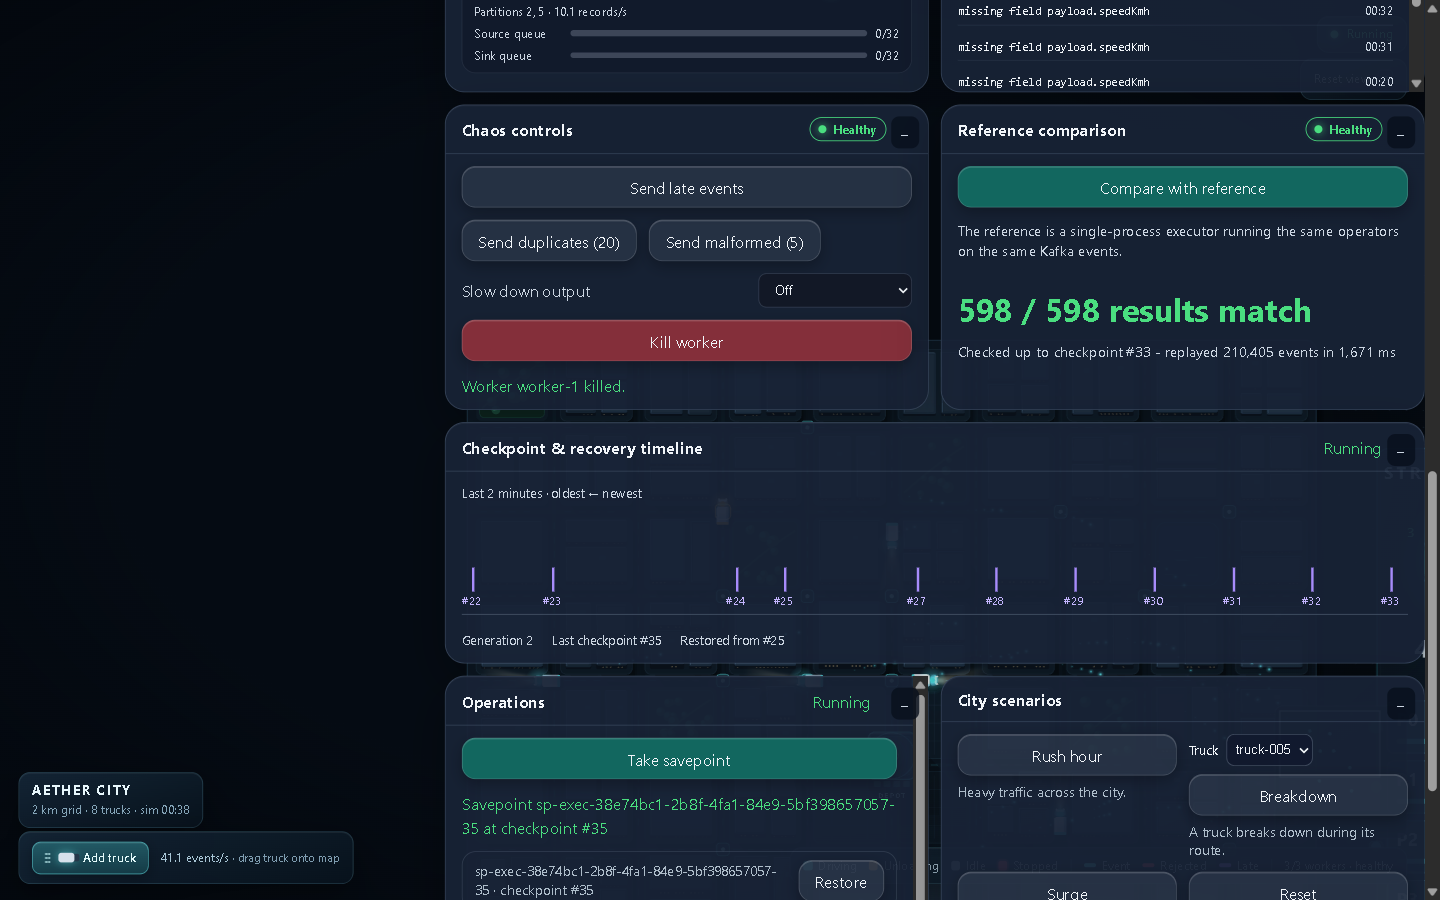 Partitions 2, 5 · 10.1 records/s
Source queue 0/32
Sink queue 0/32
missing field payload.speedKmh 00:32
missing field payload.speedKmh 00:31
missing field payload.speedKmh 00:20
Chaos controls
Healthy
Send late events
Send duplicates (20)
Send malformed (5)
Slow down output
Off
Kill worker
Worker worker-1 killed.
Reference comparison
Healthy
Compare with reference
The reference is a single-process executor running the same operators
on the same Kafka events.
598 / 598 results match
Checked up to checkpoint #33 - replayed 210,405 events in 1,671 ms
Checkpoint & recovery timeline
Running
Last 2 minutes · oldest ← newest
#22 #23 #24 #25 #27 #28 #29 #30 #31 #32 #33
Generation 2 Last checkpoint #35 Restored from #25
Operations
Running
Take savepoint
Savepoint sp-exec-38e74bc1-2b8f-4fa1-84e9-5bf398657057-
35 at checkpoint #35
sp-exec-38e74bc1-2b8f-4fa1-84e9-5bf398657057-
35 · checkpoint #35
Restore
City scenarios
Rush hour
Heavy traffic across the city.
Truck truck-005
Breakdown
A truck breaks down during its
route.
Surge
Reset
AETHER CITY
2 km grid · 8 trucks · sim 00:38
Add truck
41.1 events/s · drag truck onto map